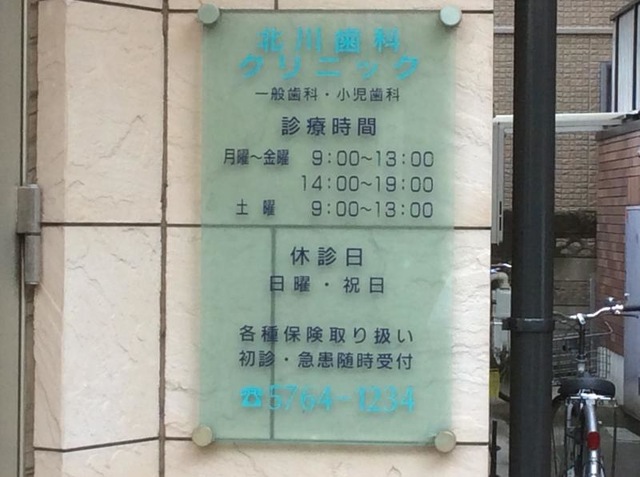 北川歯科
クリニック
一般歯科・小児歯科
診療時間
月曜～金曜 9:00～13:00
14:00～19:00
土 曜 9:00～13:00
休診日
日曜・祝日
各種保険取り扱い
初診・急患随時受付
☎5764-1234